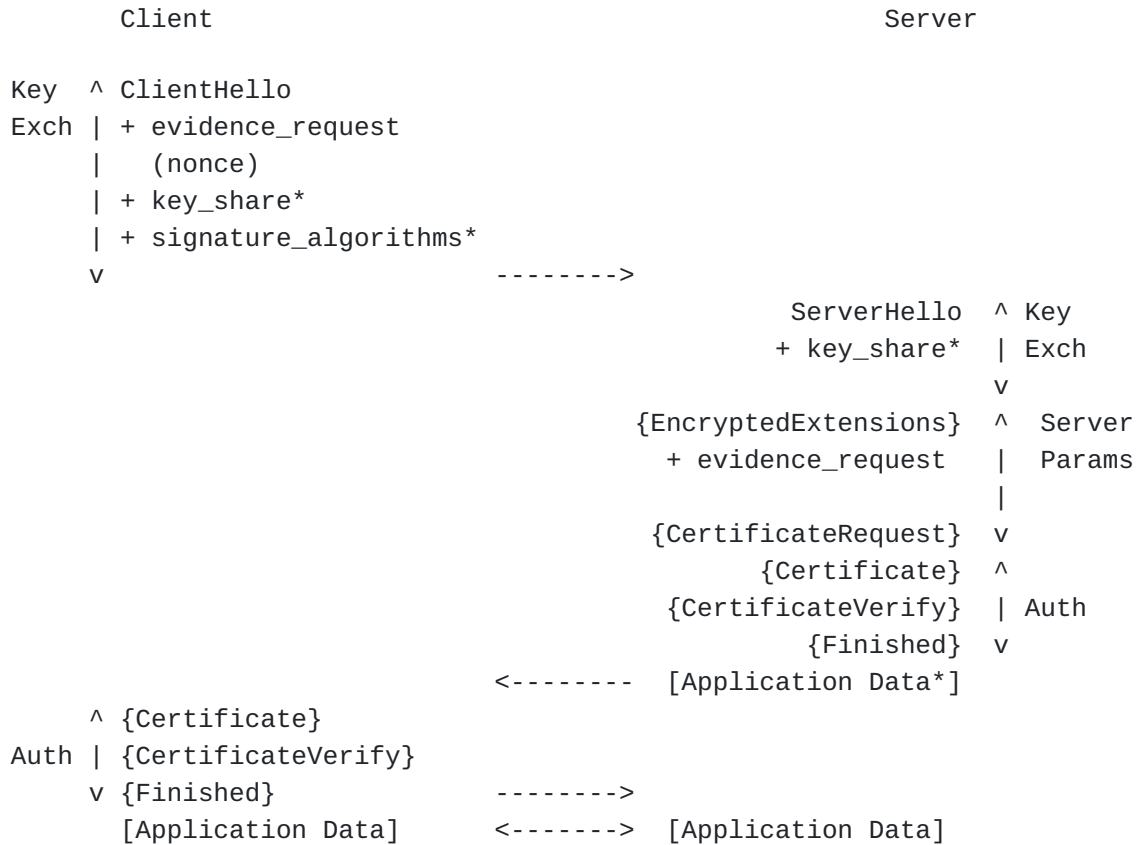 Client                                           Server

Key  ^ ClientHello
Exch | + evidence_request
     |   (nonce)
     | + key_share*
     | + signature_algorithms*
     v                         -------->
                                                  ServerHello  ^ Key
                                                 + key_share*  | Exch
                                                               v
                                        {EncryptedExtensions}  ^  Server
                                          + evidence_request   |  Params
                                                               |
                                         {CertificateRequest}  v
                                                {Certificate}  ^
                                          {CertificateVerify}  | Auth
                                                   {Finished}  v
                               <--------  [Application Data*]
     ^ {Certificate}
Auth | {CertificateVerify}
     v {Finished}              -------->
       [Application Data]      <------->  [Application Data]